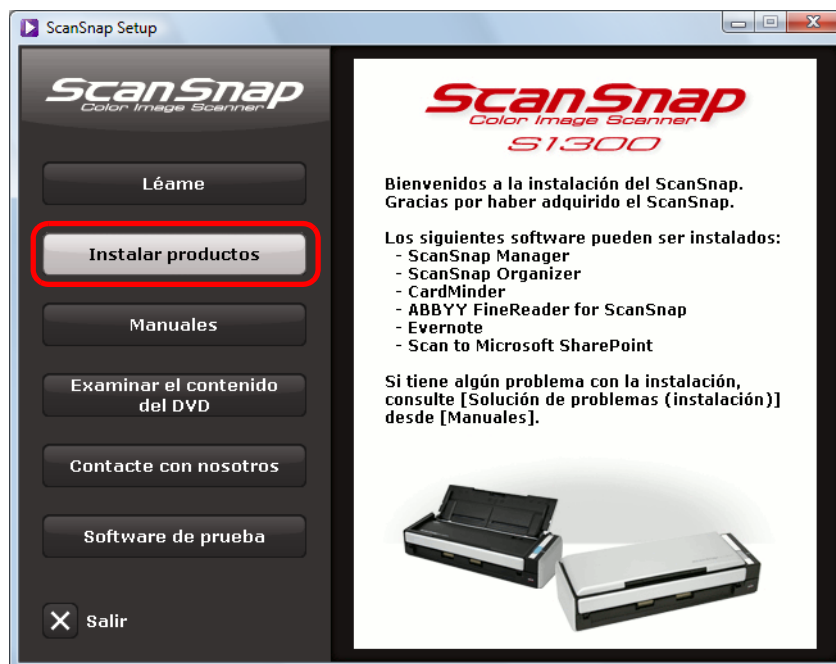 ScanSnap Setup
ScanSnap
Color Image Scanner
Léame
Instalar productos
Manuales
Examinar el contenido
del DVD
Contacte con nosotros
Software de prueba
Salir
ScanSnap
Color Image Scanner
S1300
Bienvenidos a la instalación del ScanSnap.
Gracias por haber adquirido el ScanSnap.
Los siguientes software pueden ser instalados:
- ScanSnap Manager
- ScanSnap Organizer
- CardMinder
- ABBYY FineReader for ScanSnap
- Evernote
- Scan to Microsoft SharePoint
Si tiene algún problema con la instalación,
consulte [Solución de problemas (instalación)]
desde [Manuales].